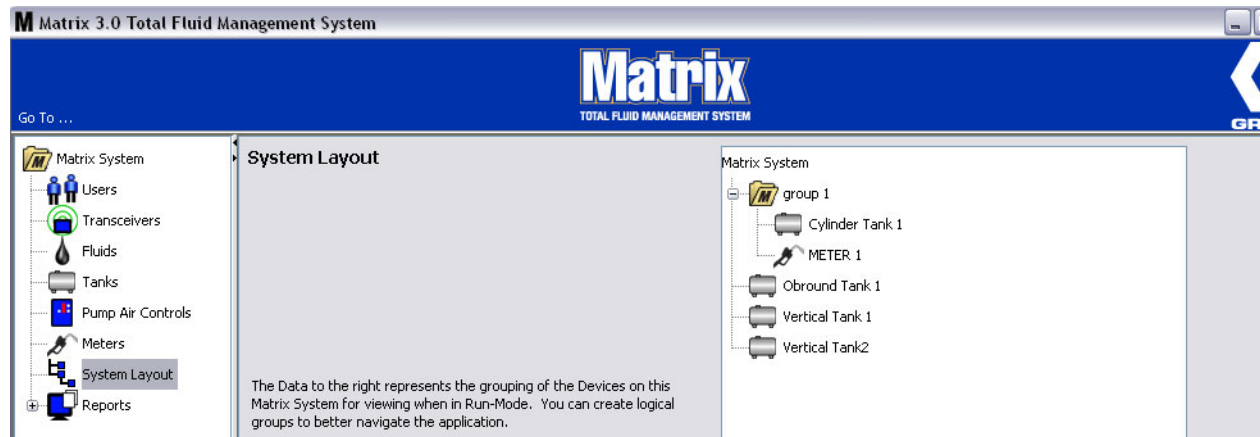 Matrix 3.0 Total Fluid Management System
Matrix
TOTAL FLUID MANAGEMENT SYSTEM
Go To ...
GR
Matrix System
Users
Transceivers
Fluids
Tanks
Pump Air Controls
Meters
System Layout
Reports
System Layout
The Data to the right represents the grouping of the Devices on this
Matrix System for viewing when in Run-Mode. You can create logical
groups to better navigate the application.
Matrix System
group 1
Cylinder Tank 1
METER 1
Obround Tank 1
Vertical Tank 1
Vertical Tank2